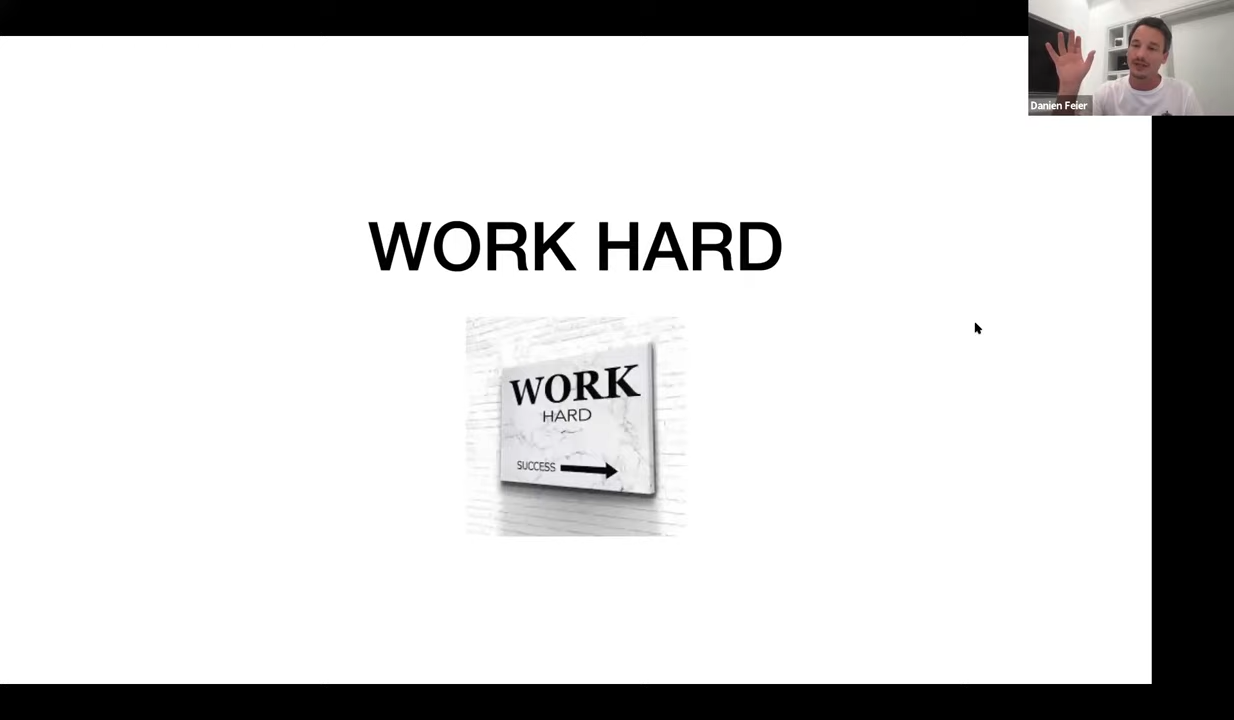 Danien Feier
WORK HARD
WORK
HARD
SUCCESS